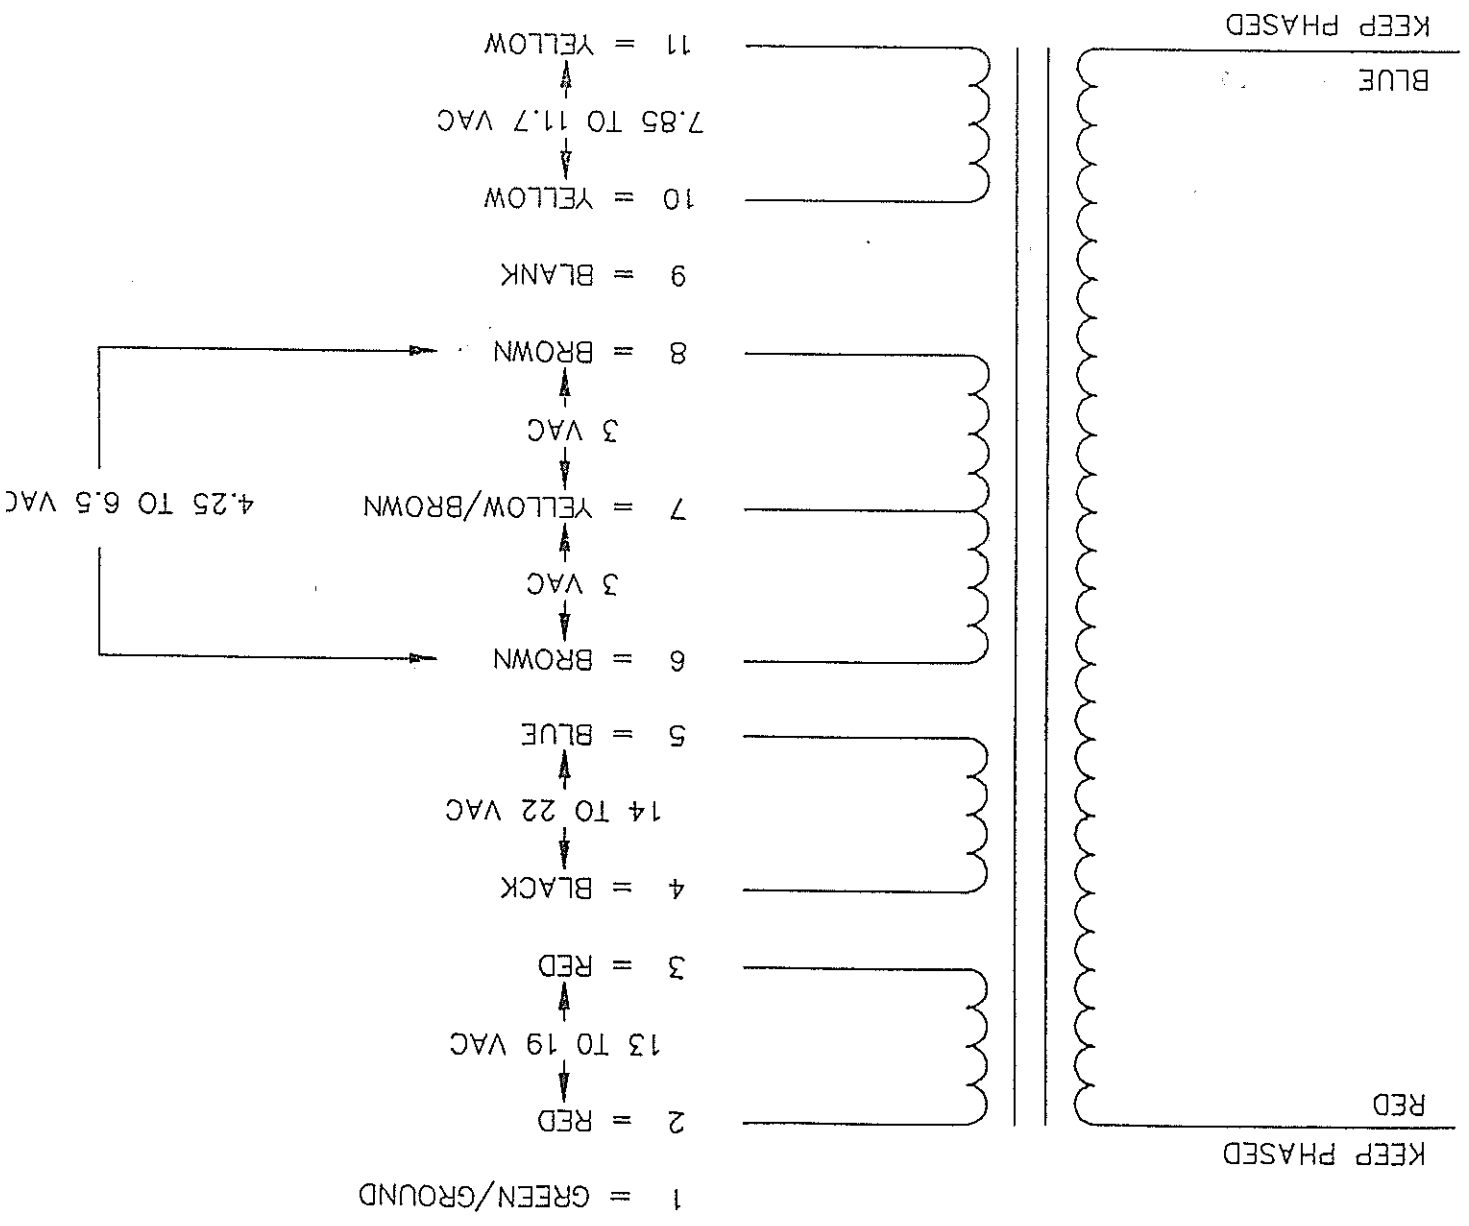 1 = GREEN/GROUND
KEEP PHASED
RED
2 = RED
13 TO 19 VAC
3 = RED
4 = BLACK
14 TO 22 VAC
5 = BLUE
6 = BROWN
3 VAC
7 = YELLOW/BROWN
4.25 TO 6.5 VAC
3 VAC
8 = BROWN
9 = BLANK
10 = YELLOW
7.85 TO 11.7 VAC
11 = YELLOW
BLUE
KEEP PHASED